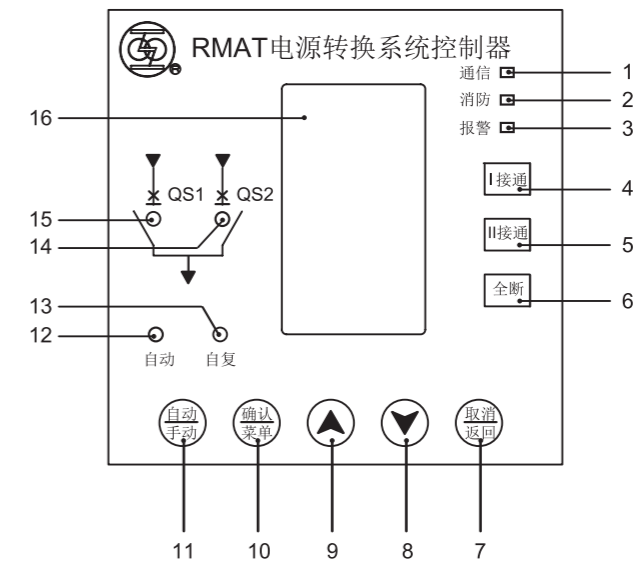 RMAT电源转换系统控制器
通信 1
消防 2
报警 3
16
I接通 4
QS1 QS2
15
II接通 5
14
全断 6
13
12
自动 自复
自动 确认 取消
手动 菜单 返回
11 10 9 8 7